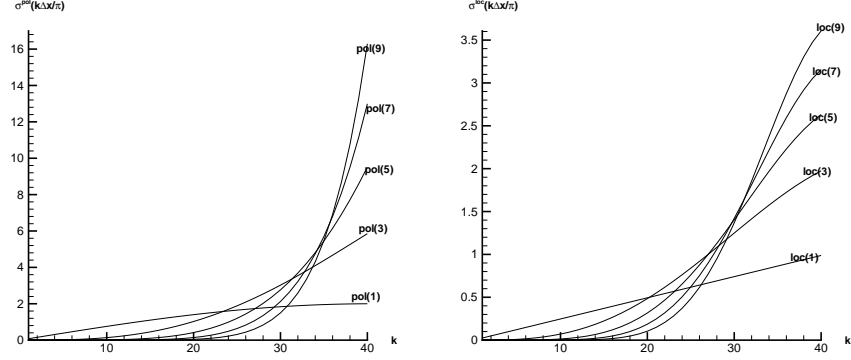 σpol(kΔx/π)
16
14
12
10
8
6
4
2
0
10
20
30
40
k
pol(9)
pol(7)
pol(5)
pol(3)
pol(1)
σloc(kΔx/π)
3.5
3
2.5
2
1.5
1
0.5
0
10
20
30
40
k
loc(9)
loc(7)
loc(5)
loc(3)
loc(1)